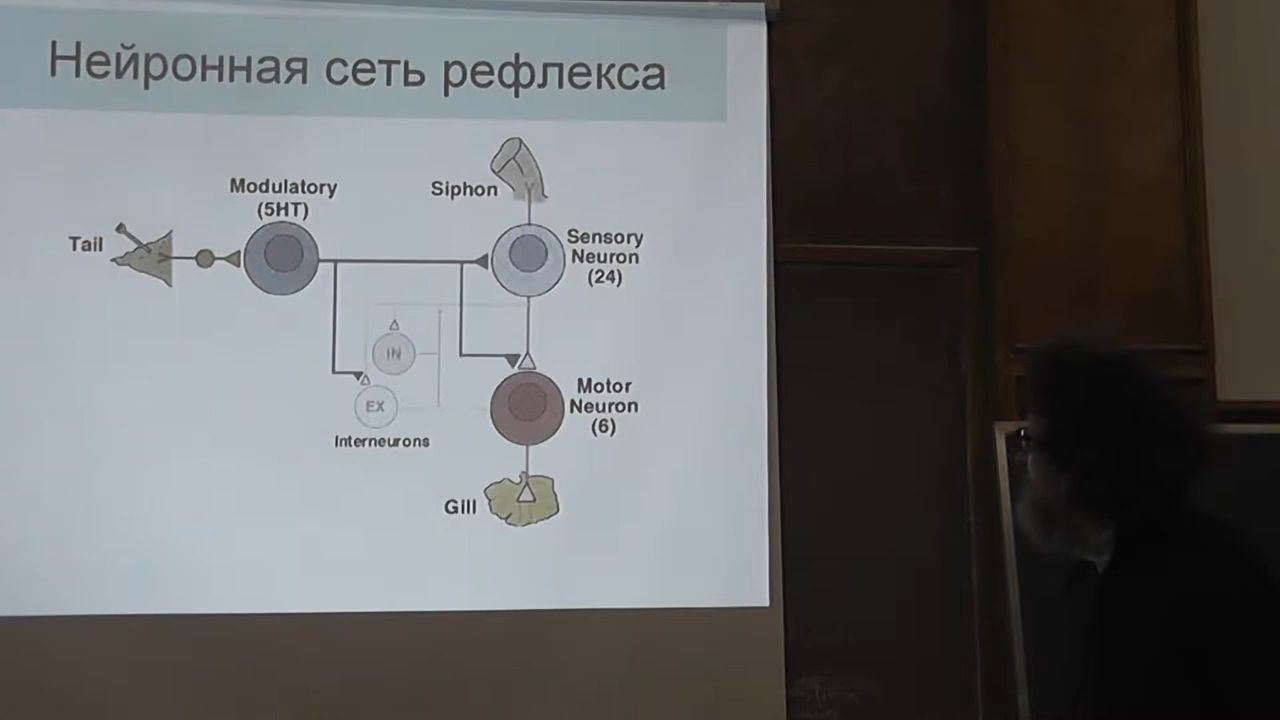 Нейронная сеть рефлекса
Modulatory
(5HT)
Siphon
Tail
Sensory
Neuron
(24)
IN
EX
Interneurons
Motor
Neuron
(6)
Gill